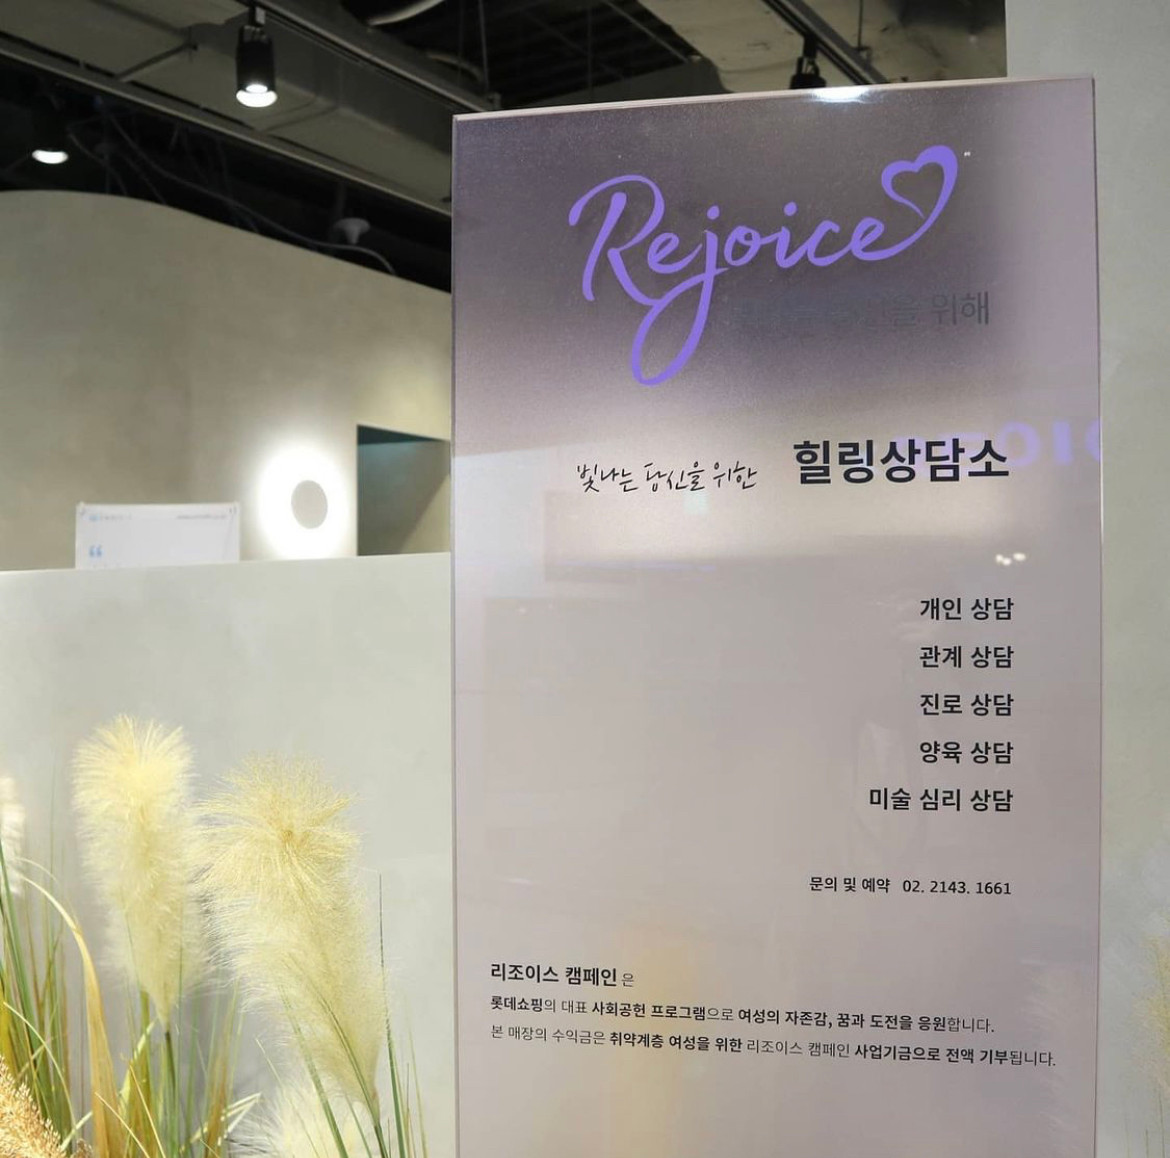 Rejoice
위해
빛나는 당신을 위한 힐링상담소
개인 상담
관계 상담
진로 상담
양육 상담
미술 심리 상담
문의 및 예약 02. 2143. 1661
리조이스 캠페인 은
롯데쇼핑의 대표 사회공헌 프로그램으로 여성의 자존감, 꿈과 도전을 응원합니다.
본 매장의 수익금은 취약계층 여성을 위한 리조이스 캠페인 사업기금으로 전액 기부됩니다.